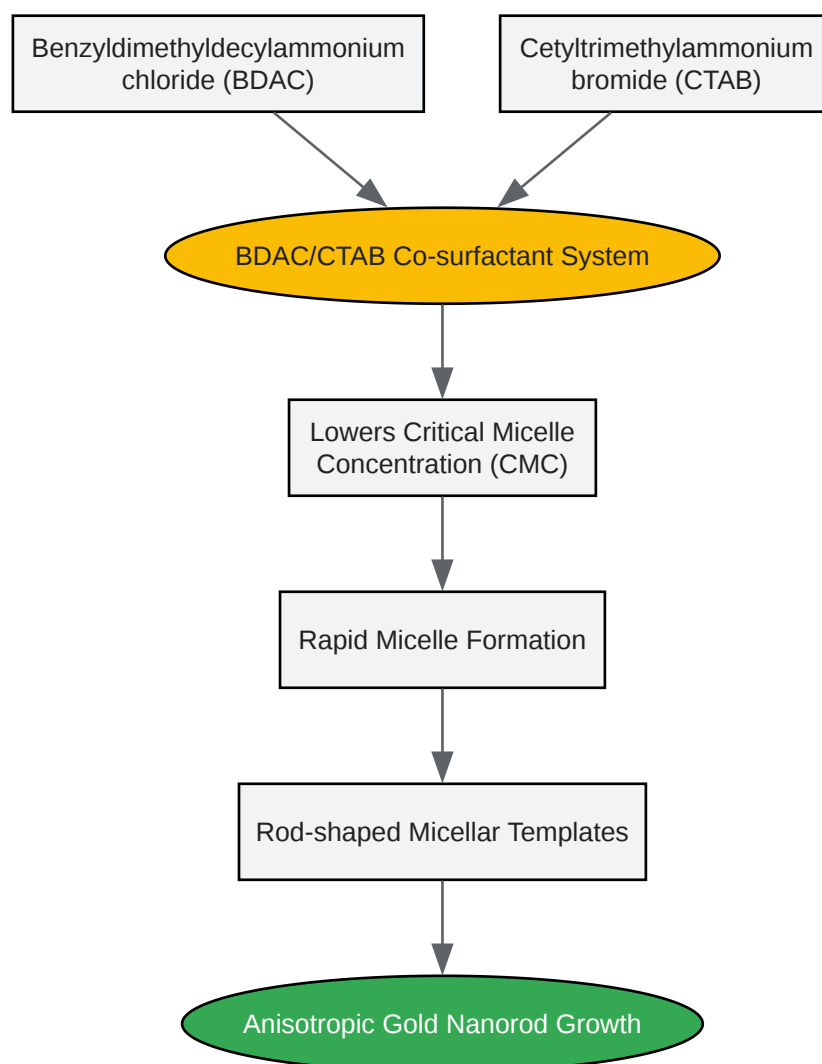 Benzyldimethyldecylammonium
chloride (BDAC)
Cetyltrimethylammonium
bromide (CTAB)
BDAC/CTAB Co-surfactant System
Lowers Critical Micelle
Concentration (CMC)
Rapid Micelle Formation
Rod-shaped Micellar Templates
Anisotropic Gold Nanorod Growth